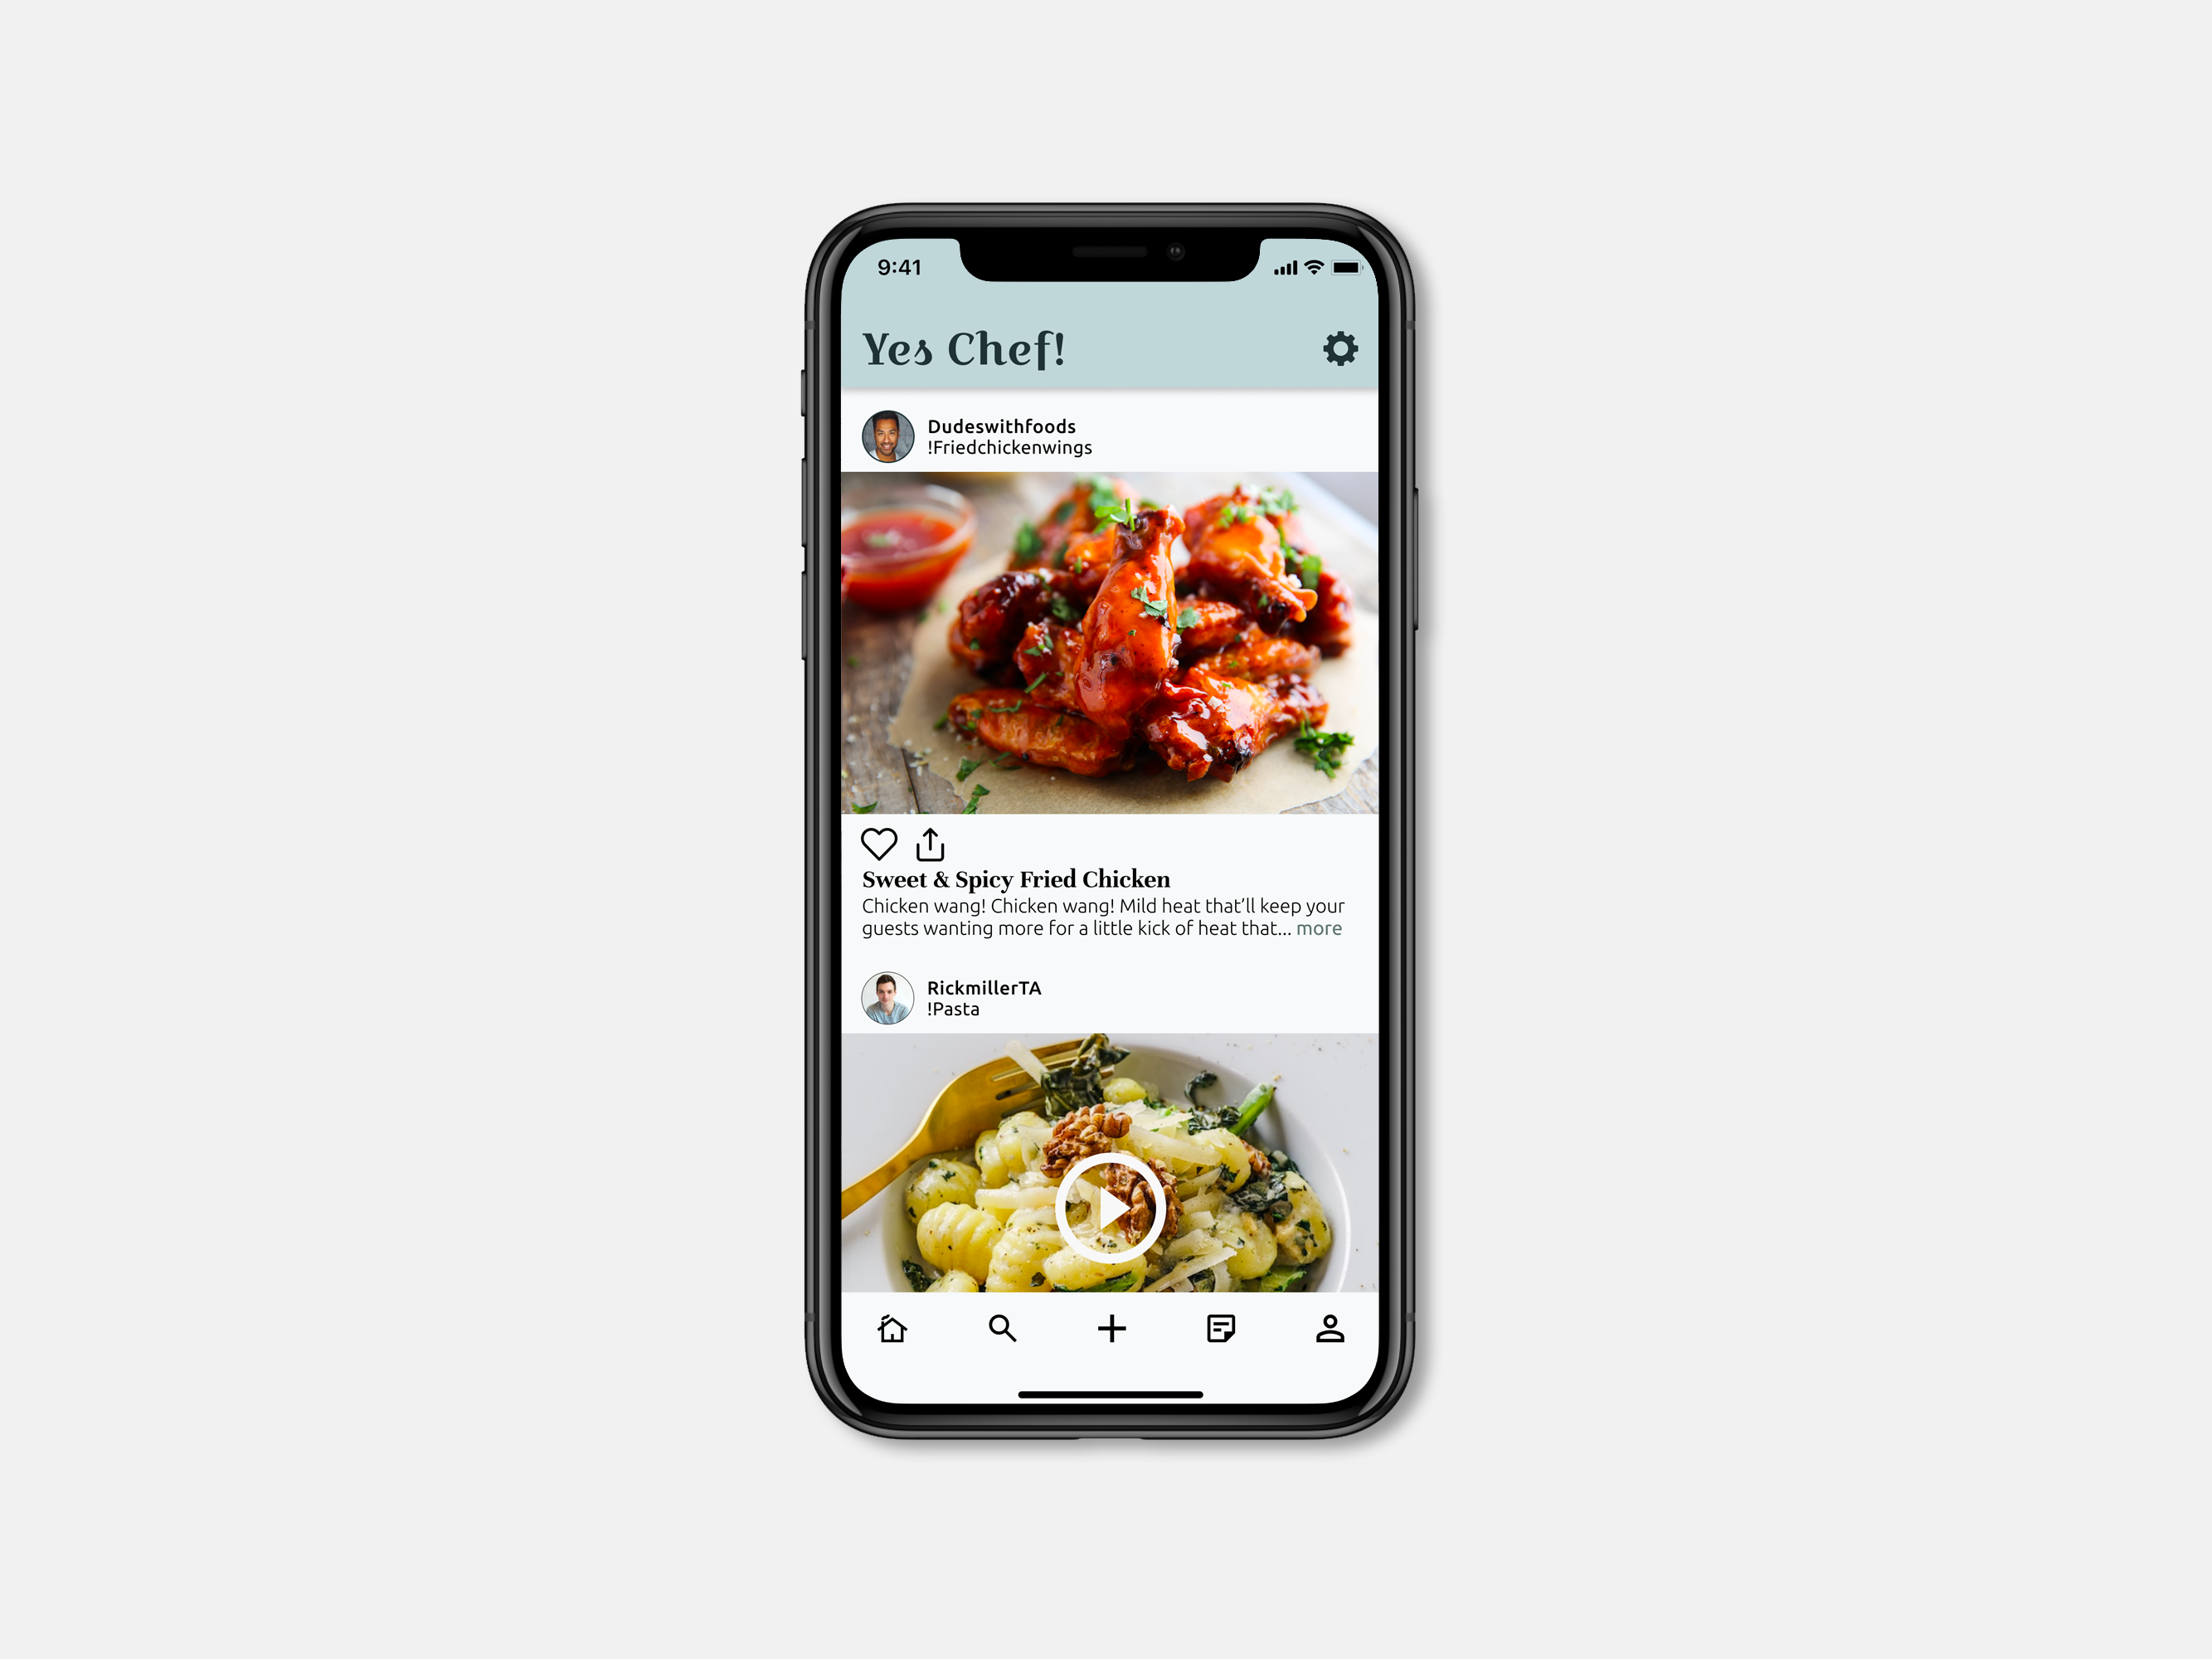 9:41
Yes Chef!
Dudeswithfoods
!Friedchickenwings
Sweet & Spicy Fried Chicken
Chicken wang! Chicken wang! Mild heat that’ll keep your
guests wanting more for a little kick of heat that... more
RickmillerTA
!Pasta